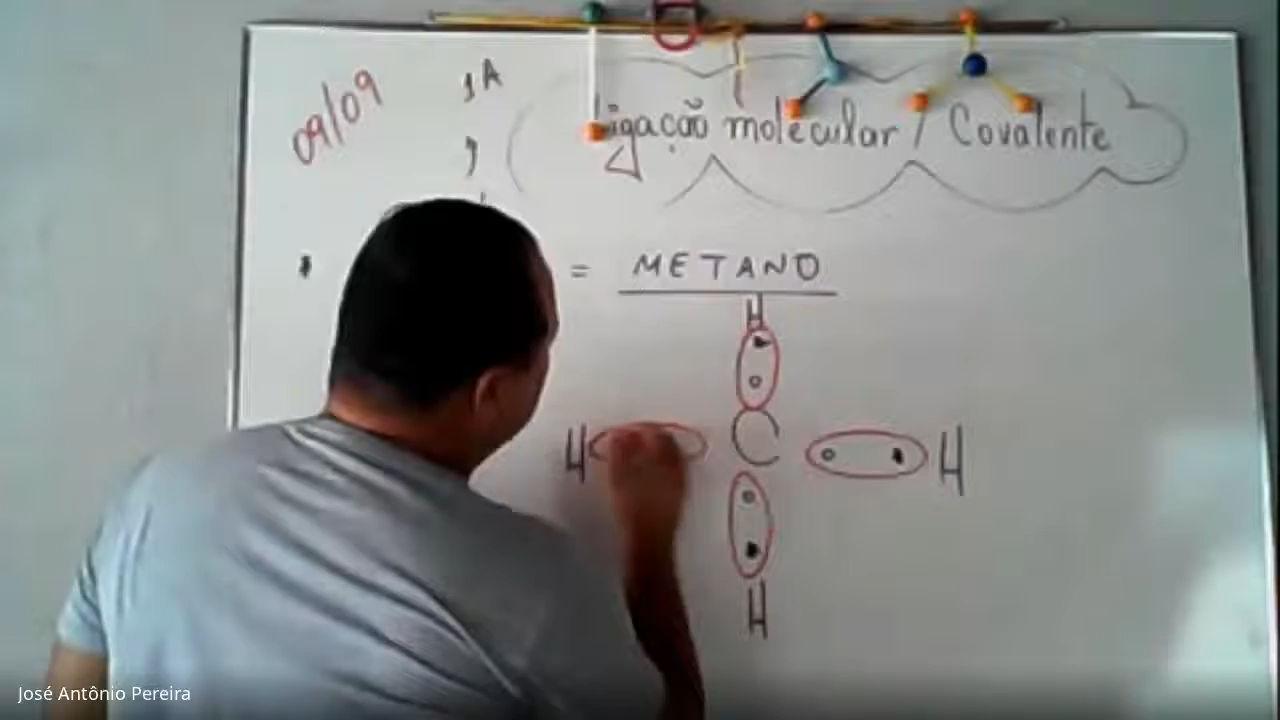 09/09
1A
Ligação molecular / Covalente
= METANO
H
H C H
H
José Antônio Pereira